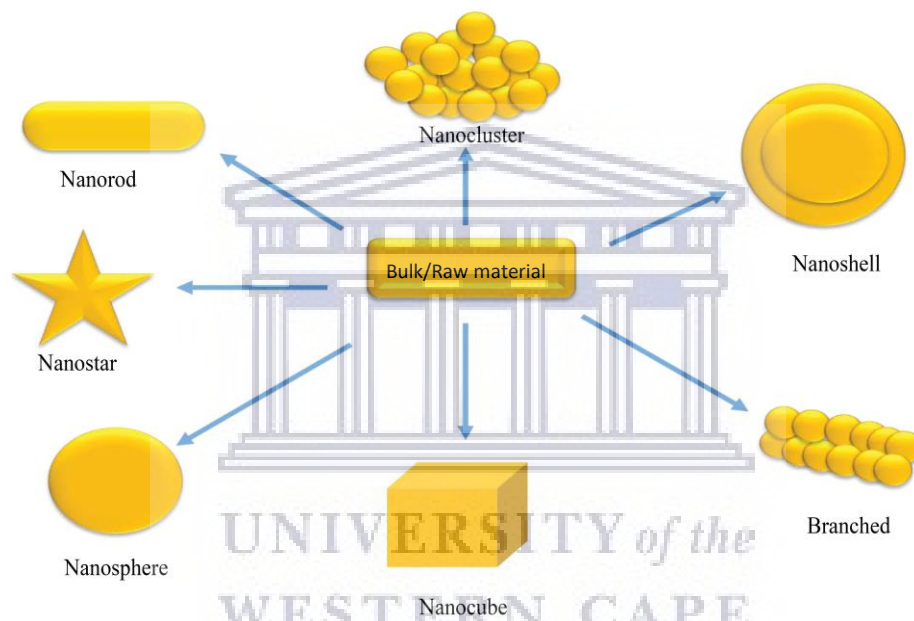 Nanocluster
Nanorod
Nanoshell
Bulk/Raw material
Nanostar
Branched
Nanosphere
Nanocube
UNIVERSITY of the
WESTERN CAPE